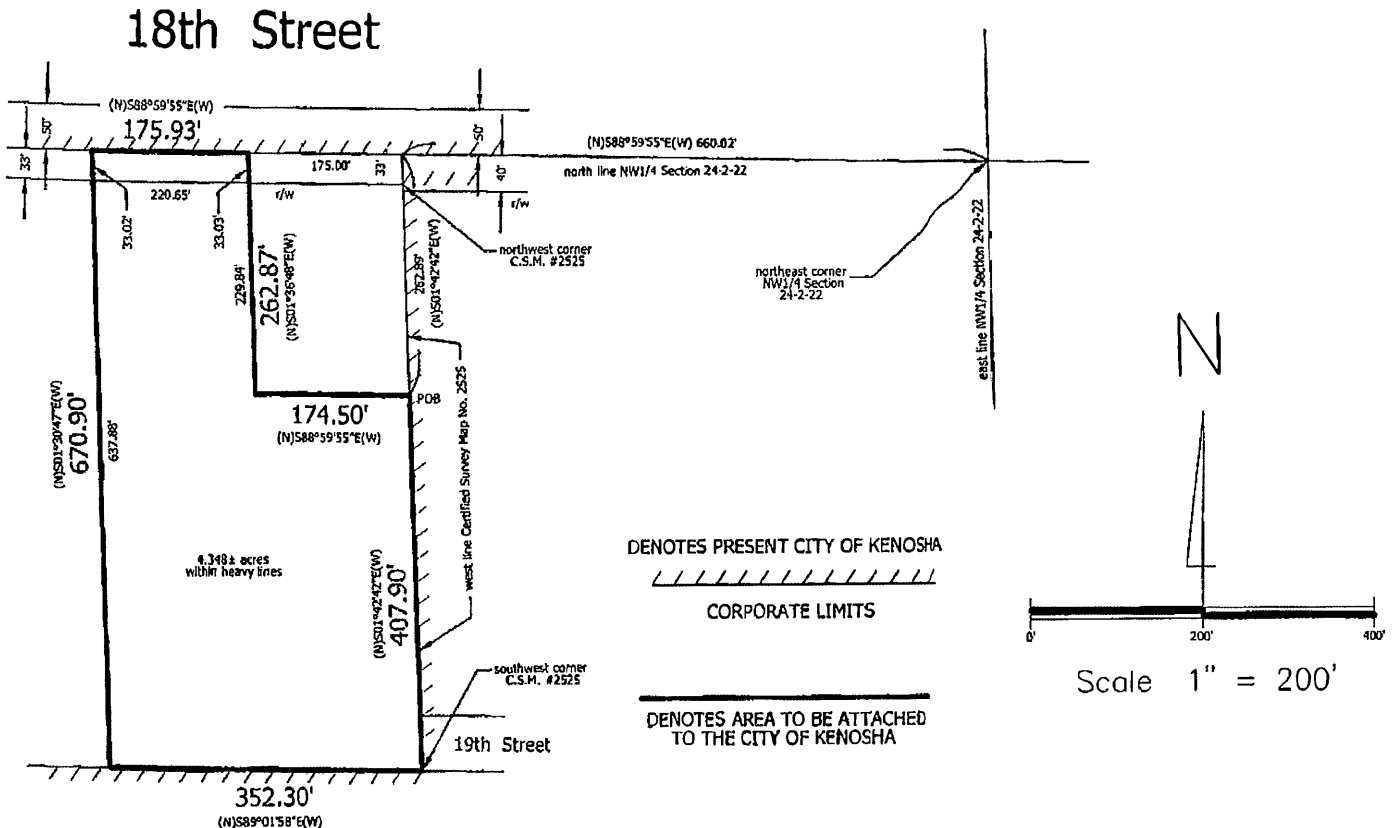 18th Street
(N)S88°59'55"E(W)
175.93'
50'
50'
33'
175.00'
33'
40'
(N)S88°59'55"E(W) 660.02'
north line NW1/4 Section 24-2-22
220.65'
r/w
r/w
33.02'
33.03'
229.84'
262.87'
(N)S01°36'48"E(W)
262.89'
(N)S01°42'42"E(W)
northwest corner
C.S.M. #2525
northeast corner
NW1/4 Section
24-2-22
east line NW1/4 Section 24-2-22
N
POB
174.50'
(N)S88°59'55"E(W)
(N)S01°30'47"E(W)
670.90'
637.88'
west line Certified Survey Map No. 2525
4.348± acres
within heavy lines
(N)S01°42'42"E(W)
407.90'
DENOTES PRESENT CITY OF KENOSHA
CORPORATE LIMITS
0'
200'
400'
Scale 1" = 200'
southwest corner
C.S.M. #2525
DENOTES AREA TO BE ATTACHED
TO THE CITY OF KENOSHA
19th Street
352.30'
(N)S89°01'58"E(W)